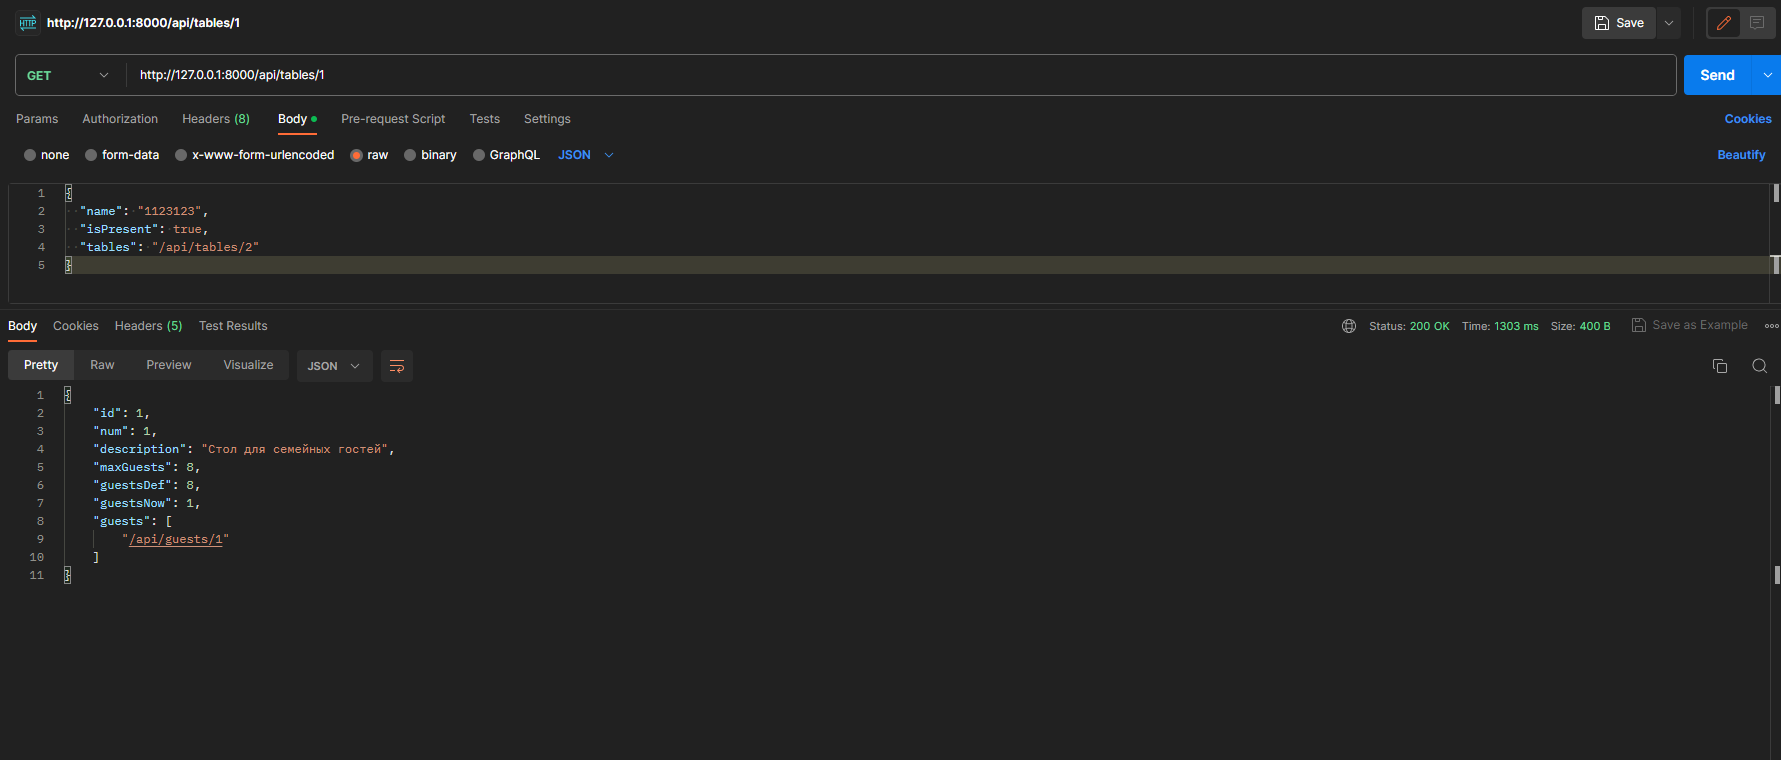 HTTP http://127.0.0.1:8000/api/tables/1 Save
GET http://127.0.0.1:8000/api/tables/1 Send
Params Authorization Headers (8) Body Pre-request Script Tests Settings Cookies
none form-data x-www-form-urlencoded raw binary GraphQL JSON Beautify
1 {
2 "name": "1123123",
3 "isPresent": true,
4 "tables": "/api/tables/2"
5 }
Body Cookies Headers (5) Test Results Status: 200 OK Time: 1303 ms Size: 400 B Save as Example
Pretty Raw Preview Visualize JSON
1 {
2 "id": 1,
3 "num": 1,
4 "description": "Стол для семейных гостей",
5 "maxGuests": 8,
6 "guestsDef": 8,
7 "guestsNow": 1,
8 "guests": [
9 "/api/guests/1"
10 ]
11 }